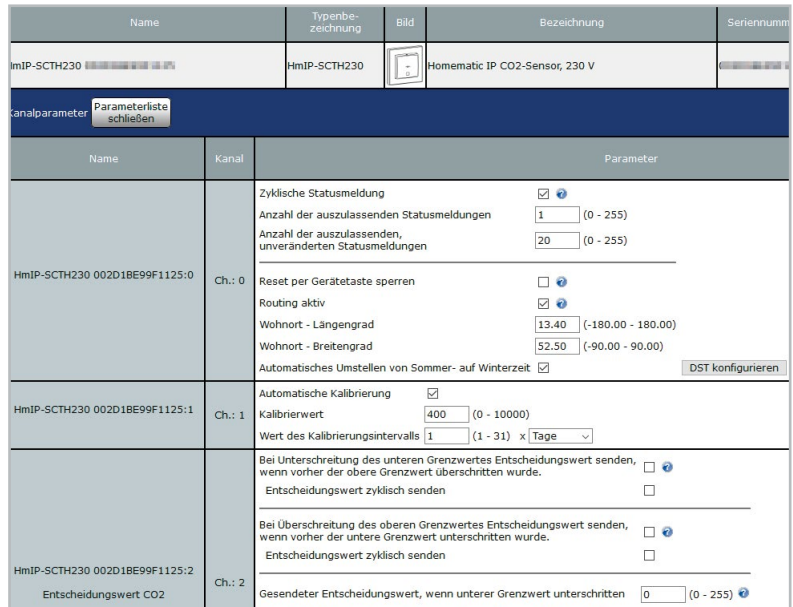 Name
Typenbe-
zeichnung
Bild
Bezeichnung
Seriennumm
HmIP-SCTH230
HmIP-SCTH230
Homematic IP CO2-Sensor, 230 V
Kanalparameter
Parameterliste
schließen
Name
Kanal
Parameter
HmIP-SCTH230 002D1BE99F1125:0
Ch.: 0
Zyklische Statusmeldung
Anzahl der auszulassenden Statusmeldungen 1 (0 - 255)
Anzahl der auszulassenden,
unveränderten Statusmeldungen 20 (0 - 255)
Reset per Gerätetaste sperren
Routing aktiv
Wohnort - Längengrad 13.40 (-180.00 - 180.00)
Wohnort - Breitengrad 52.50 (-90.00 - 90.00)
Automatisches Umstellen von Sommer- auf Winterzeit DST konfigurieren
HmIP-SCTH230 002D1BE99F1125:1
Ch.: 1
Automatische Kalibrierung
Kalibrierwert 400 (0 - 10000)
Wert des Kalibrierungsintervalls 1 (1 - 31) x Tage
HmIP-SCTH230 002D1BE99F1125:2
Entscheidungswert CO2
Ch.: 2
Bei Unterschreitung des unteren Grenzwertes Entscheidungswert senden,
wenn vorher der obere Grenzwert überschritten wurde.
Entscheidungswert zyklisch senden
Bei Überschreitung des oberen Grenzwertes Entscheidungswert senden,
wenn vorher der untere Grenzwert unterschritten wurde.
Entscheidungswert zyklisch senden
Gesendeter Entscheidungswert, wenn unterer Grenzwert unterschritten 0 (0 - 255)